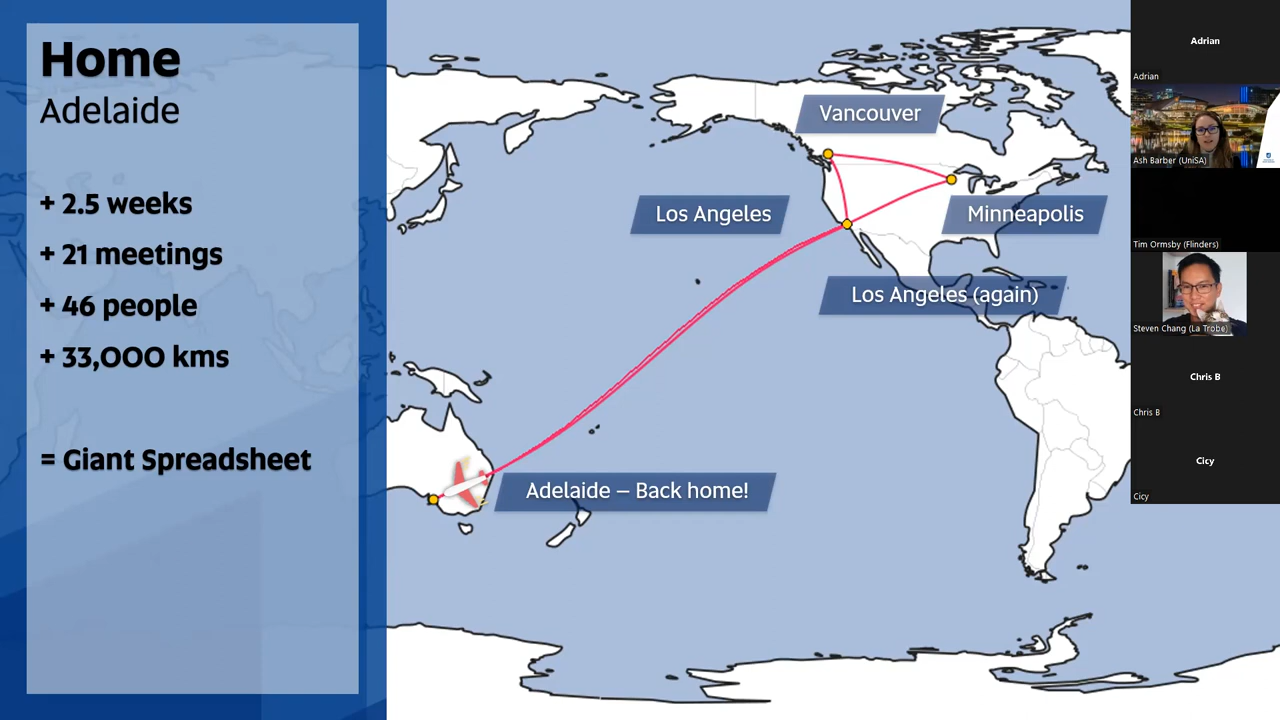 Home
Adelaide
+ 2.5 weeks
+ 21 meetings
+ 46 people
+ 33,000 kms
= Giant Spreadsheet
Vancouver
Los Angeles
Minneapolis
Los Angeles (again)
Adelaide – Back home!
Adrian
Adrian
Ash Barber (UniSA)
Tim Ormsby (Flinders)
Steven Chang (La Trobe)
Chris B
Chris B
Cicy
Cicy